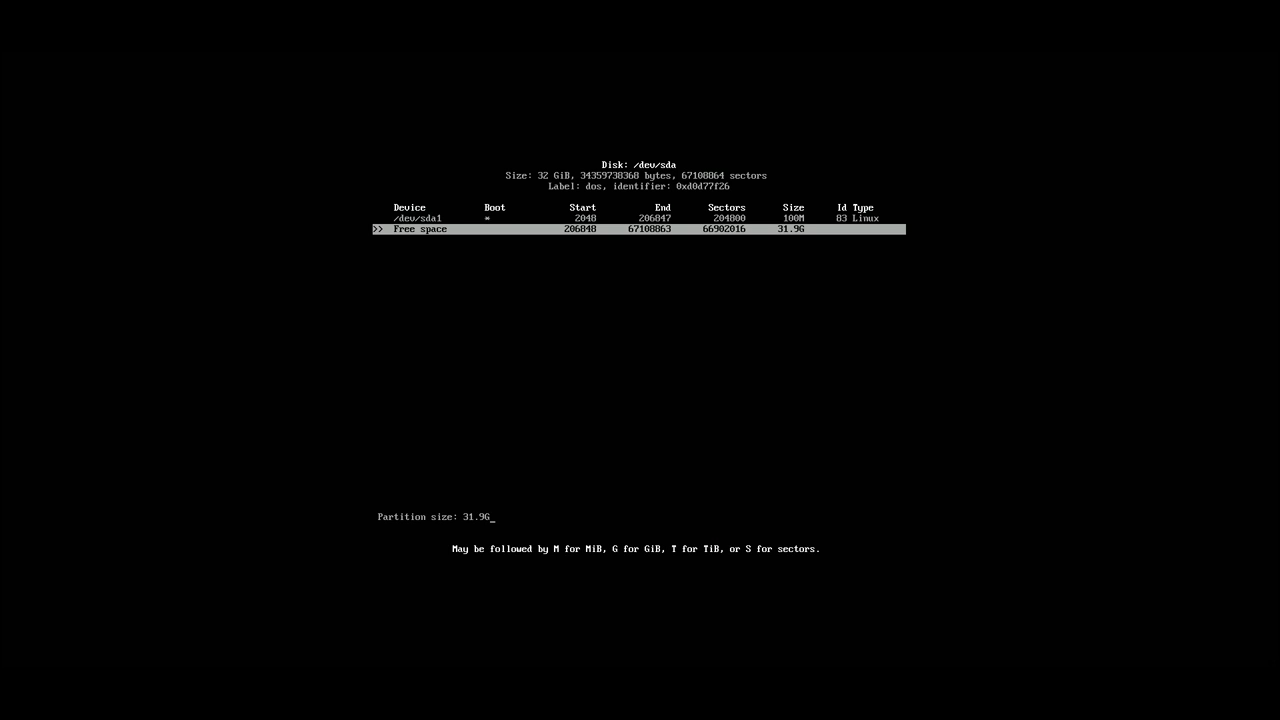 Disk: /dev/sda
Size: 32 GiB, 34359738368 bytes, 67108864 sectors
Label: dos, identifier: 0xd0d77f26
Device Boot Start End Sectors Size Id Type
/dev/sda1 * 2048 206847 204800 100M 83 Linux
>> Free space 206848 67108863 66902016 31.9G
Partition size: 31.9G_
May be followed by M for MiB, G for GiB, T for TiB, or S for sectors.